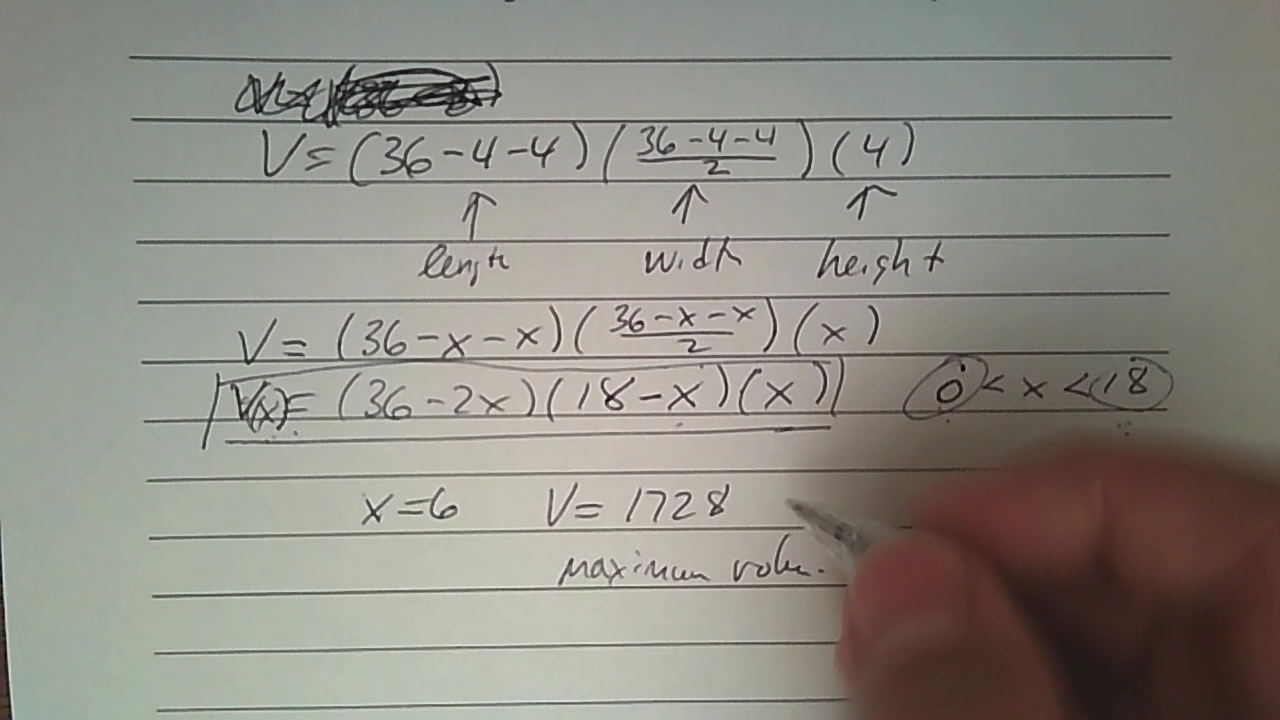 V = (36 - 4 - 4) ( (36 - 4 - 4)/2 ) (4)
↑ ↑ ↑
length width height
V = (36 - x - x) ( (36 - x - x)/2 ) (x)
V(x) = (36 - 2x) (18 - x) (x) 0 < x < 18
x = 6 V = 1728
maximum volu.